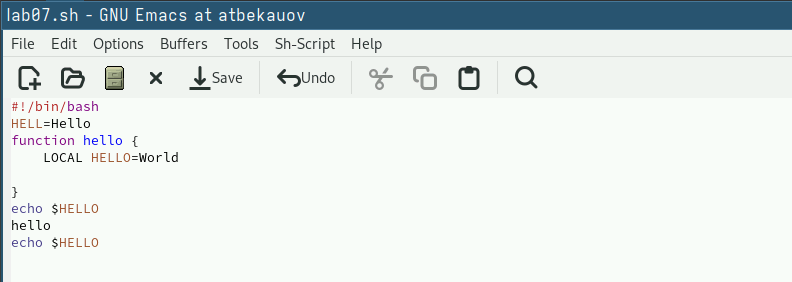 lab07.sh - GNU Emacs at atbekauov
File Edit Options Buffers Tools Sh-Script Help
Save Undo
#!/bin/bash
HELL=Hello
function hello {
    LOCAL HELLO=World
}
echo $HELLO
hello
echo $HELLO